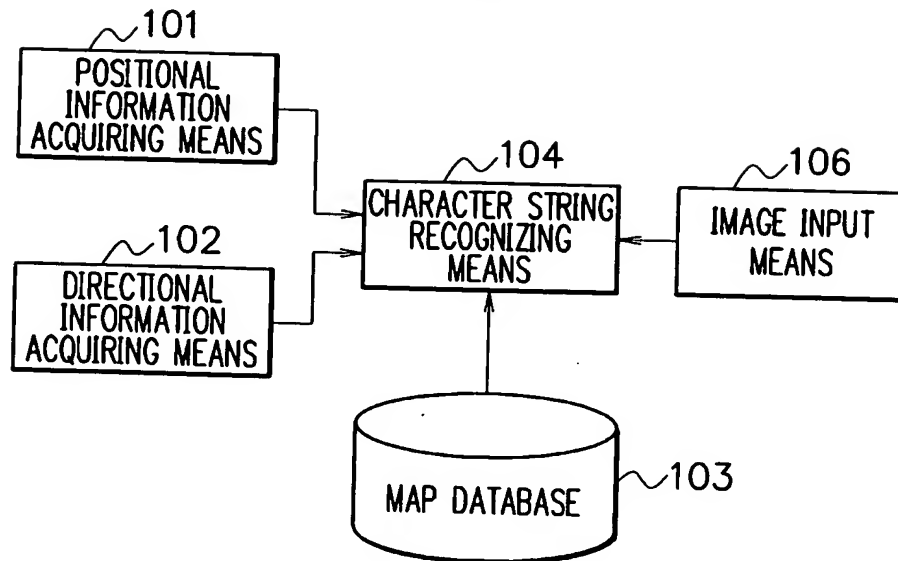 101
POSITIONAL
INFORMATION
ACQUIRING MEANS
104
CHARACTER STRING
RECOGNIZING
MEANS
106
IMAGE INPUT
MEANS
102
DIRECTIONAL
INFORMATION
ACQUIRING MEANS
MAP DATABASE
103